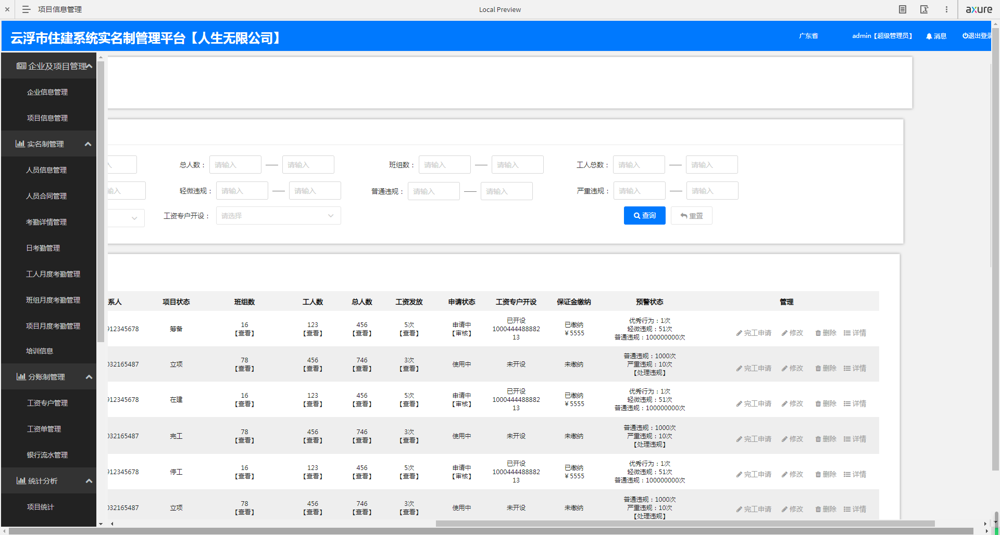 项目信息管理
Local Preview
axure
云浮市住建系统实名制管理平台【人生无限公司】
广东省
admin【超级管理员】
消息
退出登录
企业及项目管理
企业信息管理
项目信息管理
实名制管理
人员信息管理
人员合同管理
考勤详情管理
日考勤管理
工人月度考勤管理
班组月度考勤管理
项目月度考勤管理
培训信息
分账制管理
工资专户管理
工资单管理
银行流水管理
统计分析
项目统计
入 总人数： 请输入 请输入 班组数： 请输入 请输入 工人总数： 请输入 请输入
输入 轻微违规： 请输入 请输入 普通违规： 请输入 请输入 严重违规： 请输入 请输入
工资专户开设： 请选择 查询 重置
系人 项目状态 班组数 工人数 总人数 工资发放 申请状态 工资专户开设 保证金缴纳 预警状态 管理
912345678 筹备 16 【查看】 123 【查看】 456 【查看】 5次 【查看】 申请中 【审核】 已开设 1000444488882 13 已缴纳 ￥5555 优秀行为：1次 轻微违规：51次 普通违规：100000000次 完工申请 修改 删除 详情
032165487 立项 78 【查看】 456 【查看】 746 【查看】 3次 【查看】 使用中 未开设 未缴纳 普通违规：1000次 严重违规：10次 【处理违规】 完工申请 修改 删除 详情
912345678 在建 16 【查看】 123 【查看】 456 【查看】 5次 【查看】 申请中 【审核】 已开设 1000444488882 13 已缴纳 ￥5555 优秀行为：1次 轻微违规：51次 普通违规：100000000次 完工申请 修改 删除 详情
032165487 完工 78 【查看】 456 【查看】 746 【查看】 3次 【查看】 使用中 未开设 未缴纳 普通违规：1000次 严重违规：10次 【处理违规】 完工申请 修改 删除 详情
912345678 停工 16 【查看】 123 【查看】 456 【查看】 5次 【查看】 申请中 【审核】 已开设 1000444488882 13 已缴纳 ￥5555 优秀行为：1次 轻微违规：51次 普通违规：100000000次 完工申请 修改 删除 详情
032165487 立项 78 【查看】 456 【查看】 746 【查看】 3次 【查看】 使用中 未开设 未缴纳 普通违规：1000次 严重违规：10次 【处理违规】 完工申请 修改 删除 详情